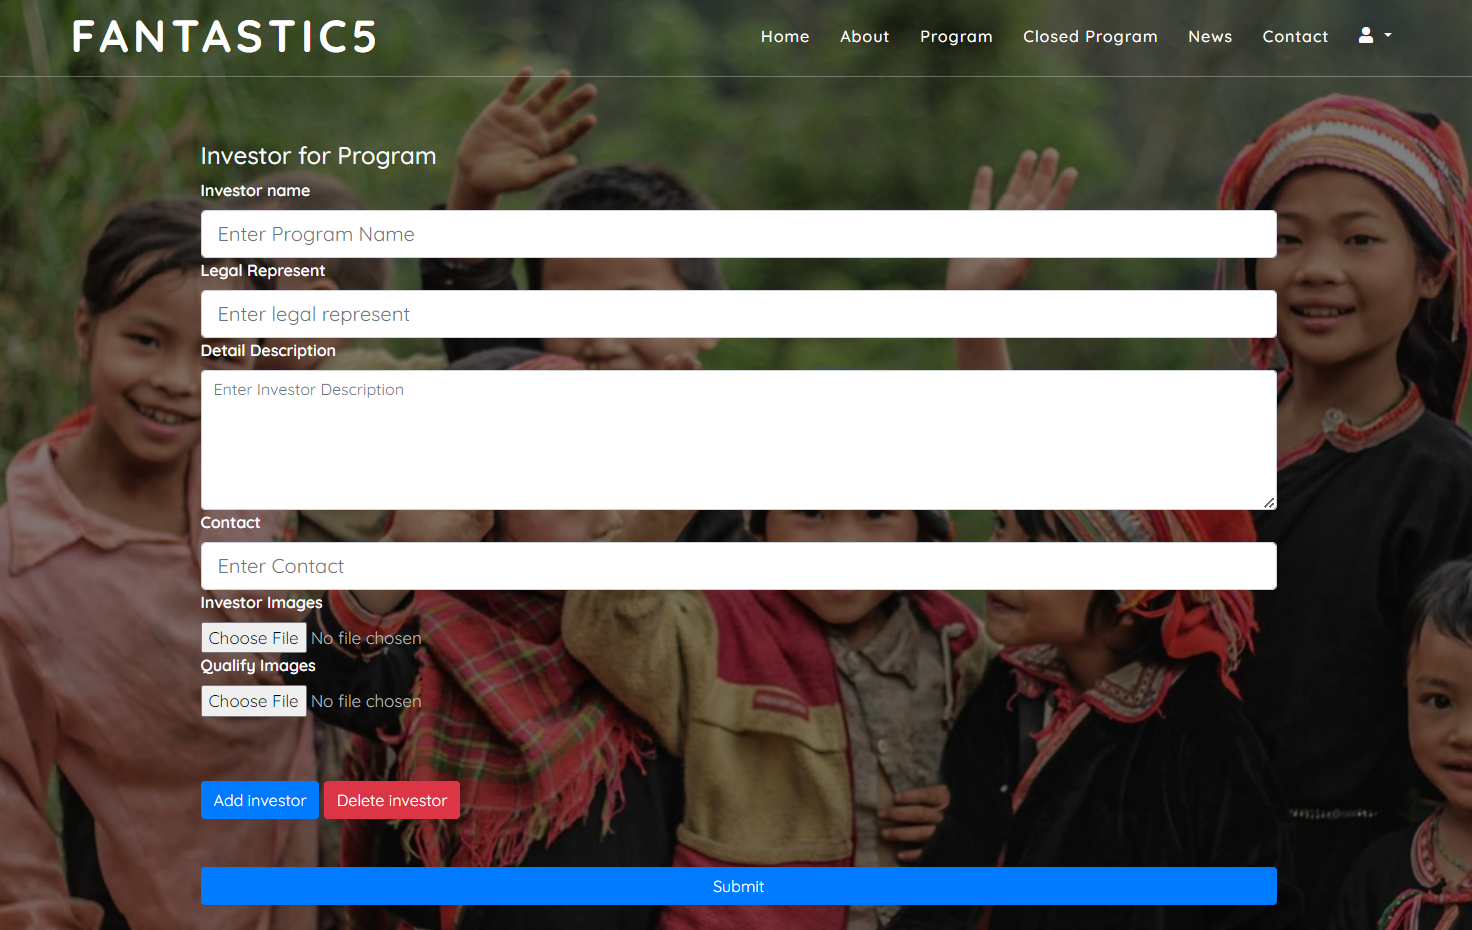 FANTASTIC5
Home About Program Closed Program News Contact
Investor for Program
Investor name
Enter Program Name
Legal Represent
Enter legal represent
Detail Description
Enter Investor Description
Contact
Enter Contact
Investor Images
Choose File No file chosen
Qualify Images
Choose File No file chosen
Add investor Delete investor
Submit